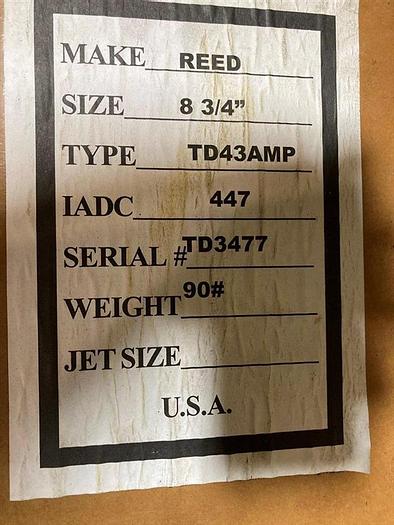 MAKE REED
SIZE 8 3/4"
TYPE TD43AMP
IADC 447
SERIAL # TD3477
WEIGHT 90#
JET SIZE
U.S.A.